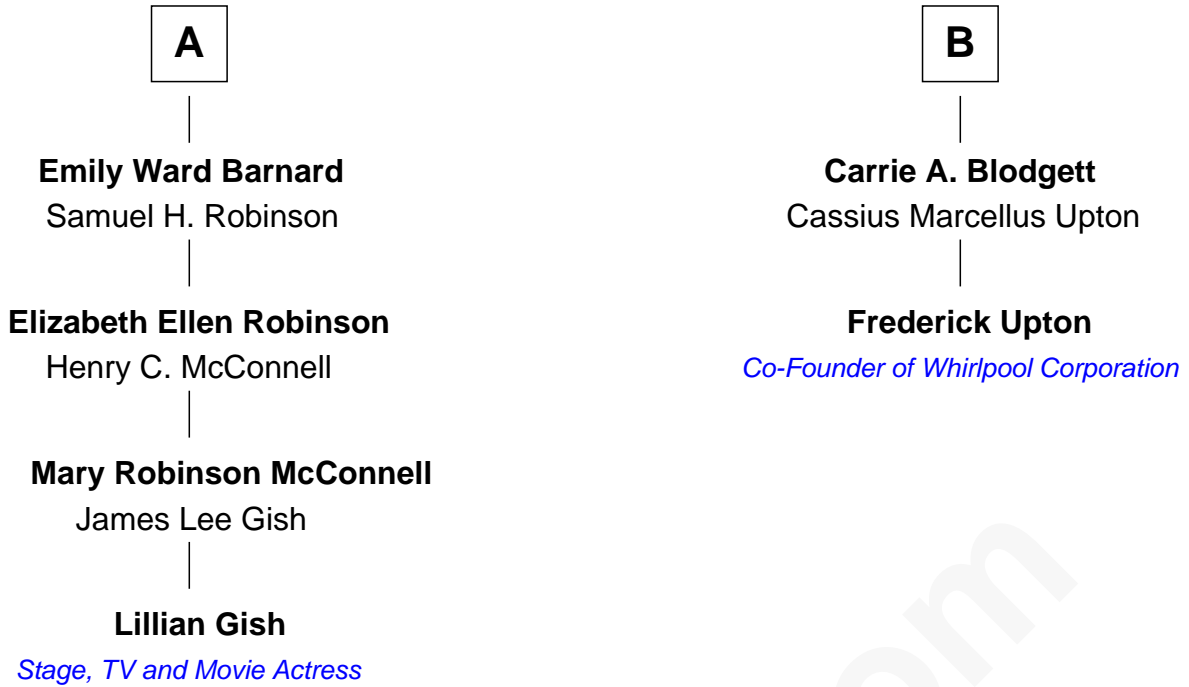 A
Emily Ward Barnard
Samuel H. Robinson
Elizabeth Ellen Robinson
Henry C. McConnell
Mary Robinson McConnell
James Lee Gish
Lillian Gish
Stage, TV and Movie Actress
B
Carrie A. Blodgett
Cassius Marcellus Upton
Frederick Upton
Co-Founder of Whirlpool Corporation
om